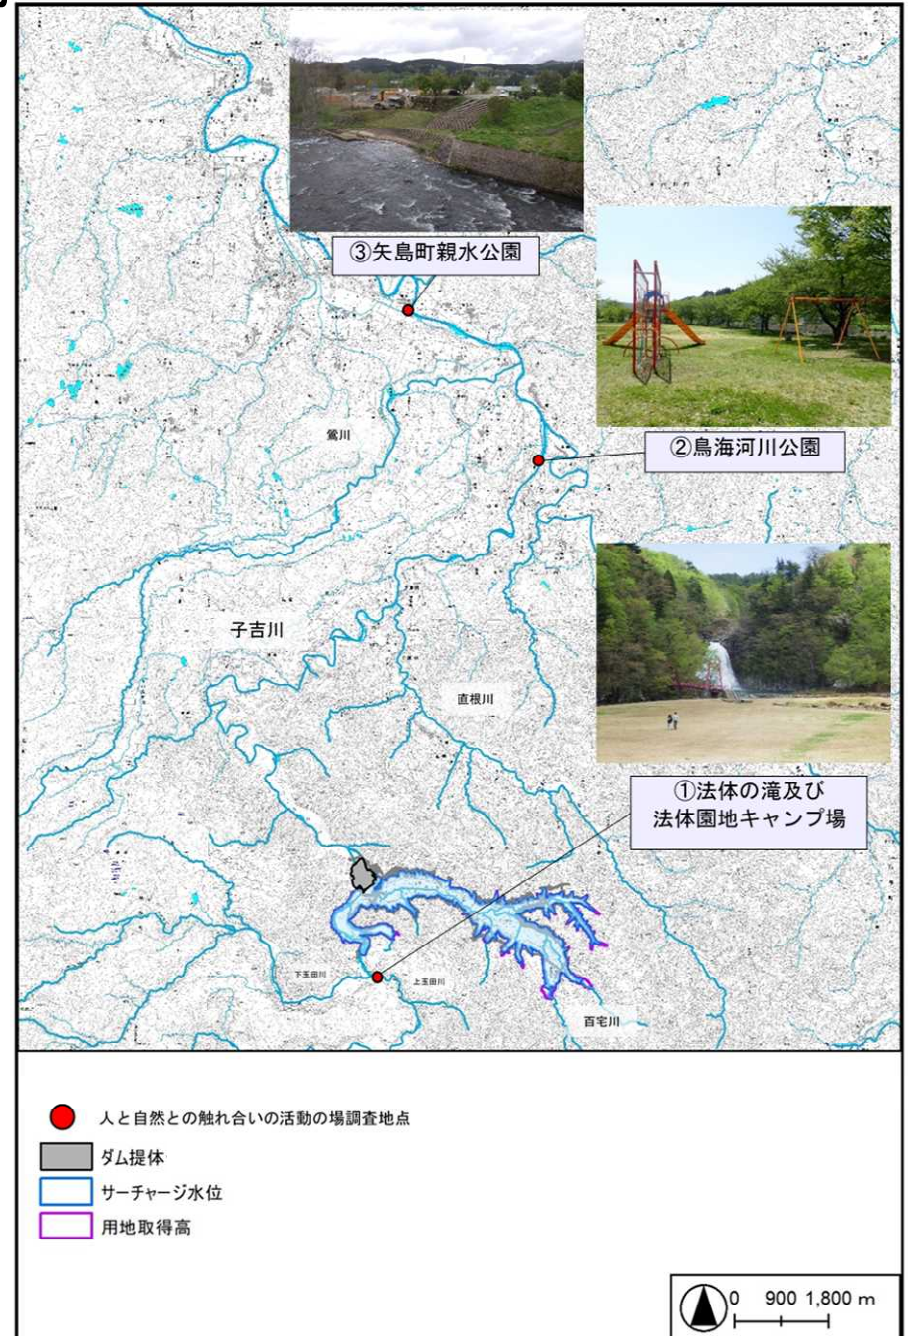 ③矢島町親水公園
②鳥海河川公園
鶯川
子吉川
直根川
①法体の滝及び
法体園地キャンプ場
下玉田川
上玉田川
百宅川
人と自然との触れ合いの活動の場調査地点
ダム提体
サーチャージ水位
用地取得高
0 900 1,800 m